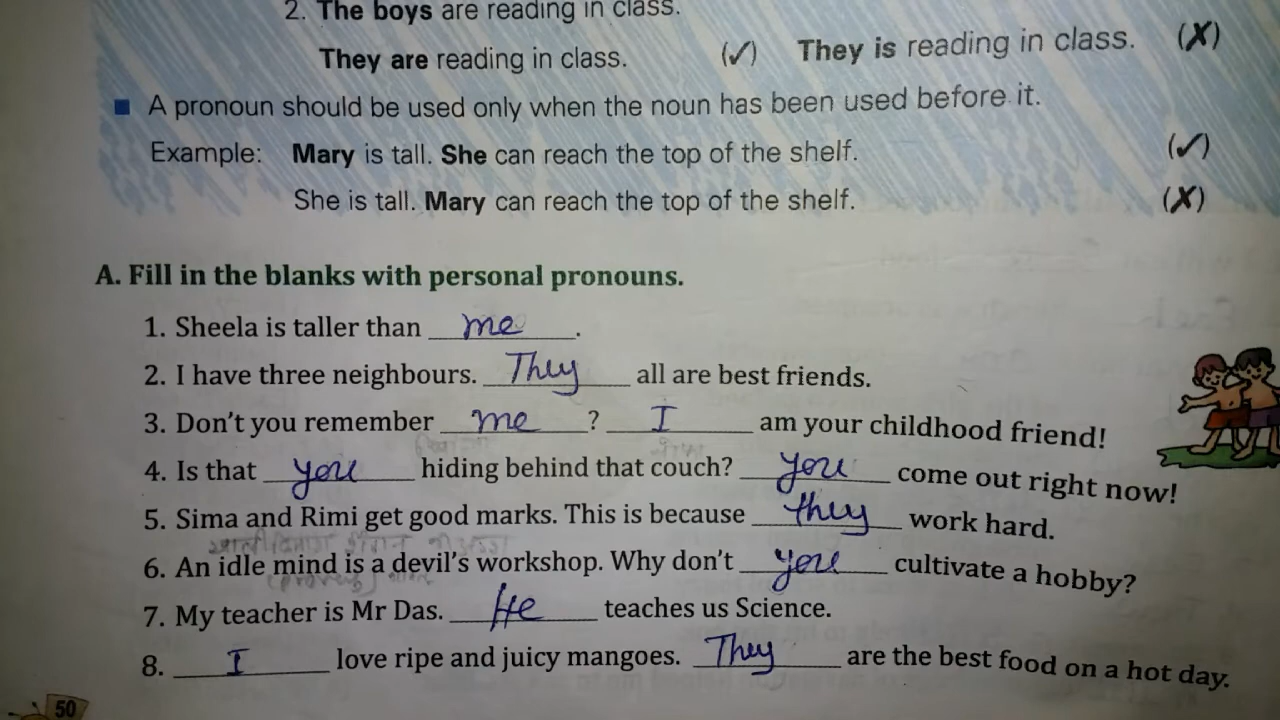 2. The boys are reading in class.
They are reading in class. (✓) They is reading in class. (✗)
■ A pronoun should be used only when the noun has been used before it.
Example: Mary is tall. She can reach the top of the shelf. (✓)
She is tall. Mary can reach the top of the shelf. (✗)
A. Fill in the blanks with personal pronouns.
1. Sheela is taller than me.
2. I have three neighbours. They all are best friends.
3. Don't you remember me? I am your childhood friend!
4. Is that you hiding behind that couch? you come out right now!
5. Sima and Rimi get good marks. This is because they work hard.
6. An idle mind is a devil's workshop. Why don't you cultivate a hobby?
7. My teacher is Mr Das. He teaches us Science.
8. I love ripe and juicy mangoes. They are the best food on a hot day.
50